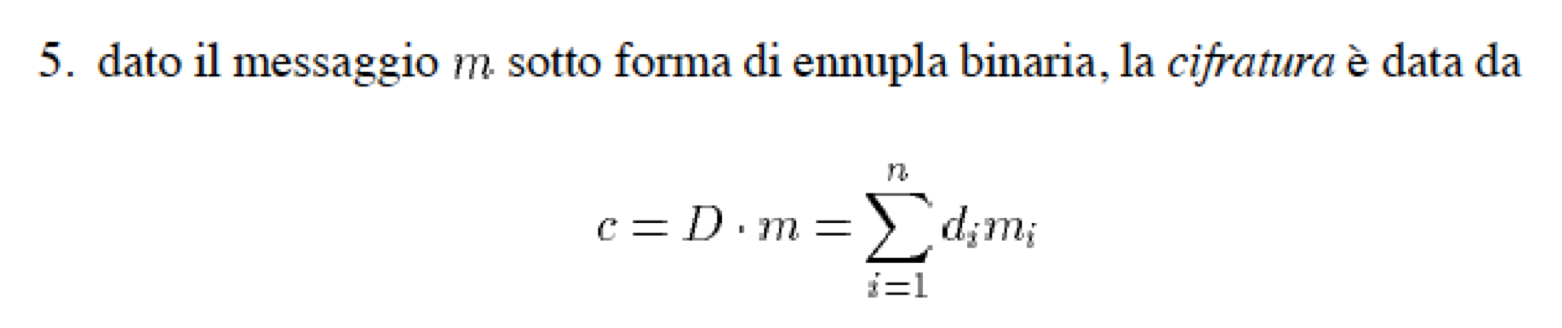 5. dato il messaggio m sotto forma di ennupla binaria, la cifratura è data da
c = D · m = ∑_{i=1}^{n} d_i m_i